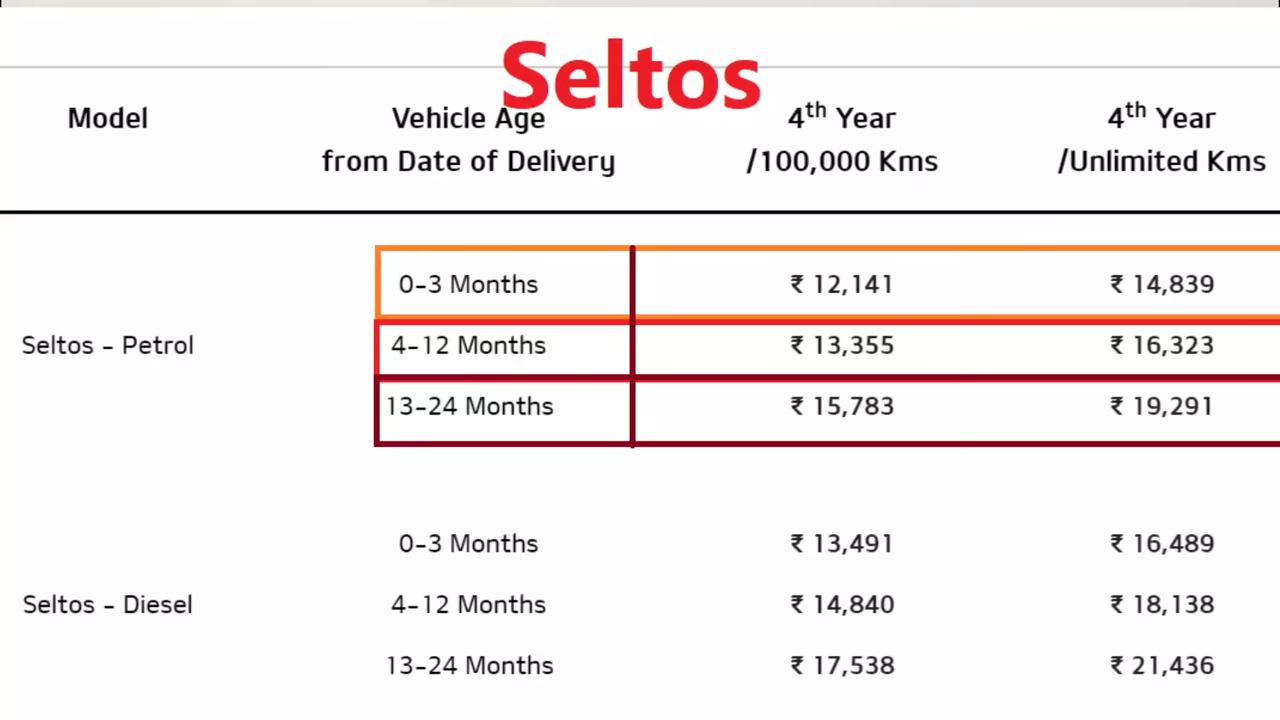 Seltos
Model Vehicle Age 4th Year 4th Year
from Date of Delivery /100,000 Kms /Unlimited Kms
0-3 Months ₹ 12,141 ₹ 14,839
Seltos - Petrol 4-12 Months ₹ 13,355 ₹ 16,323
13-24 Months ₹ 15,783 ₹ 19,291
0-3 Months ₹ 13,491 ₹ 16,489
Seltos - Diesel 4-12 Months ₹ 14,840 ₹ 18,138
13-24 Months ₹ 17,538 ₹ 21,436